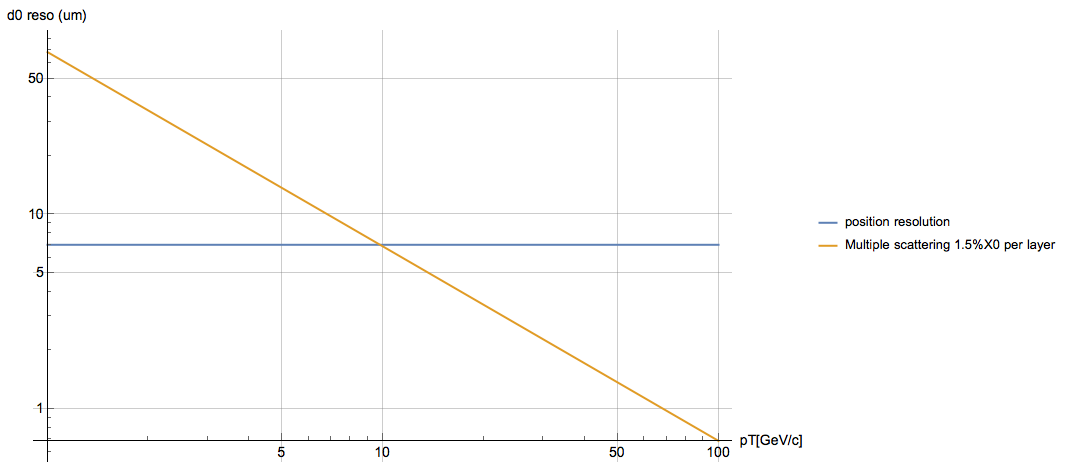 d0 reso (um)
50
10
5
1
5
10
50
100
pT[GeV/c]
position resolution
Multiple scattering 1.5%X0 per layer